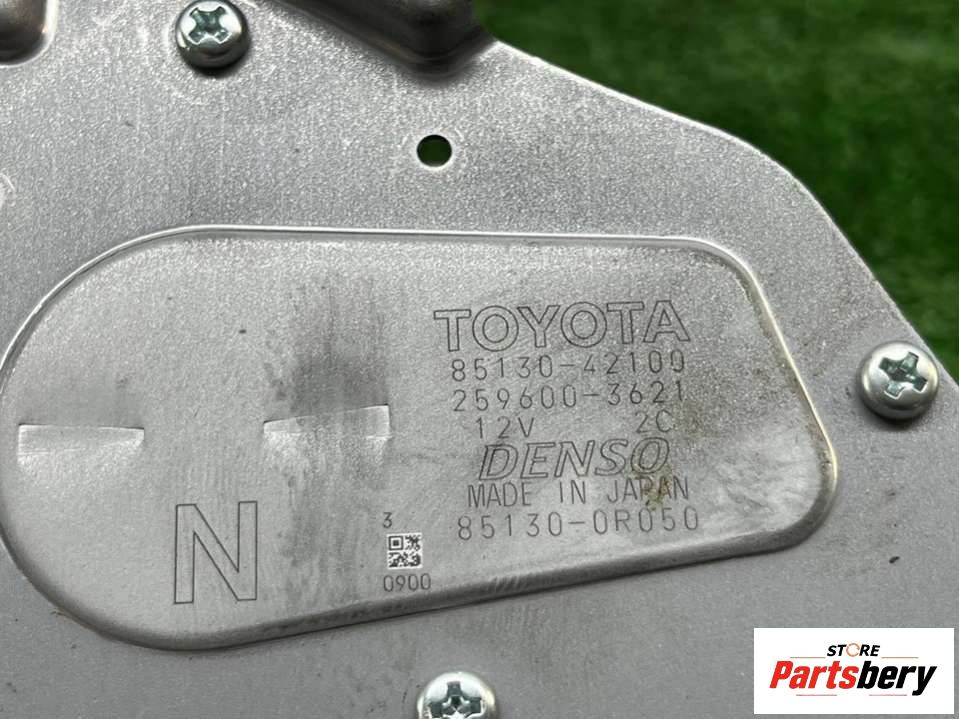 TOYOTA
85130-42100
259600-3621
12V 2C
DENSO
MADE IN JAPAN
85130-0R050
N
3
0900
STORE
Partsbery